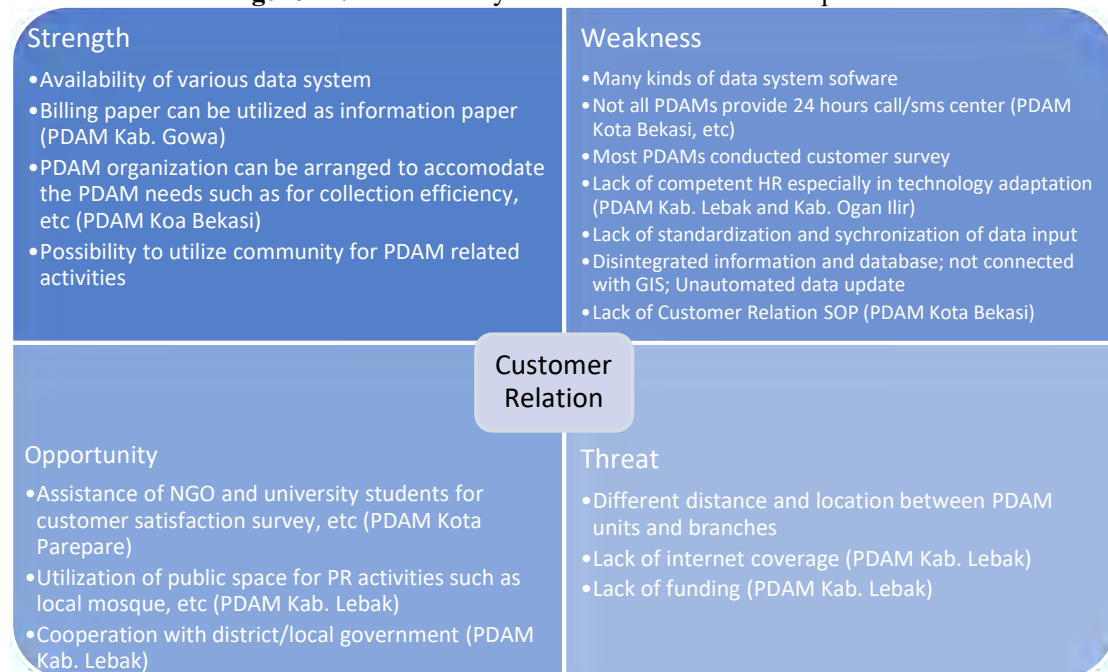 Strength
•Availability of various data system
•Billing paper can be utilized as information paper
(PDAM Kab. Gowa)
•PDAM organization can be arranged to accomodate
the PDAM needs such as for collection efficiency,
etc (PDAM Koa Bekasi)
•Possibility to utilize community for PDAM related
activities
Weakness
•Many kinds of data system sofware
•Not all PDAMs provide 24 hours call/sms center (PDAM
Kota Bekasi, etc)
•Most PDAMs conducted customer survey
•Lack of competent HR especially in technology adaptation
(PDAM Kab. Lebak and Kab. Ogan Ilir)
•Lack of standardization and sychronization of data input
•Disintegrated information and database; not connected
with GIS; Unautomated data update
•Lack of Customer Relation SOP (PDAM Kota Bekasi)
Customer
Relation
Opportunity
•Assistance of NGO and university students for
customer satisfaction survey, etc (PDAM Kota
Parepare)
•Utilization of public space for PR activities such as
local mosque, etc (PDAM Kab. Lebak)
•Cooperation with district/local government (PDAM
Kab. Lebak)
Threat
•Different distance and location between PDAM
units and branches
•Lack of internet coverage (PDAM Kab. Lebak)
•Lack of funding (PDAM Kab. Lebak)